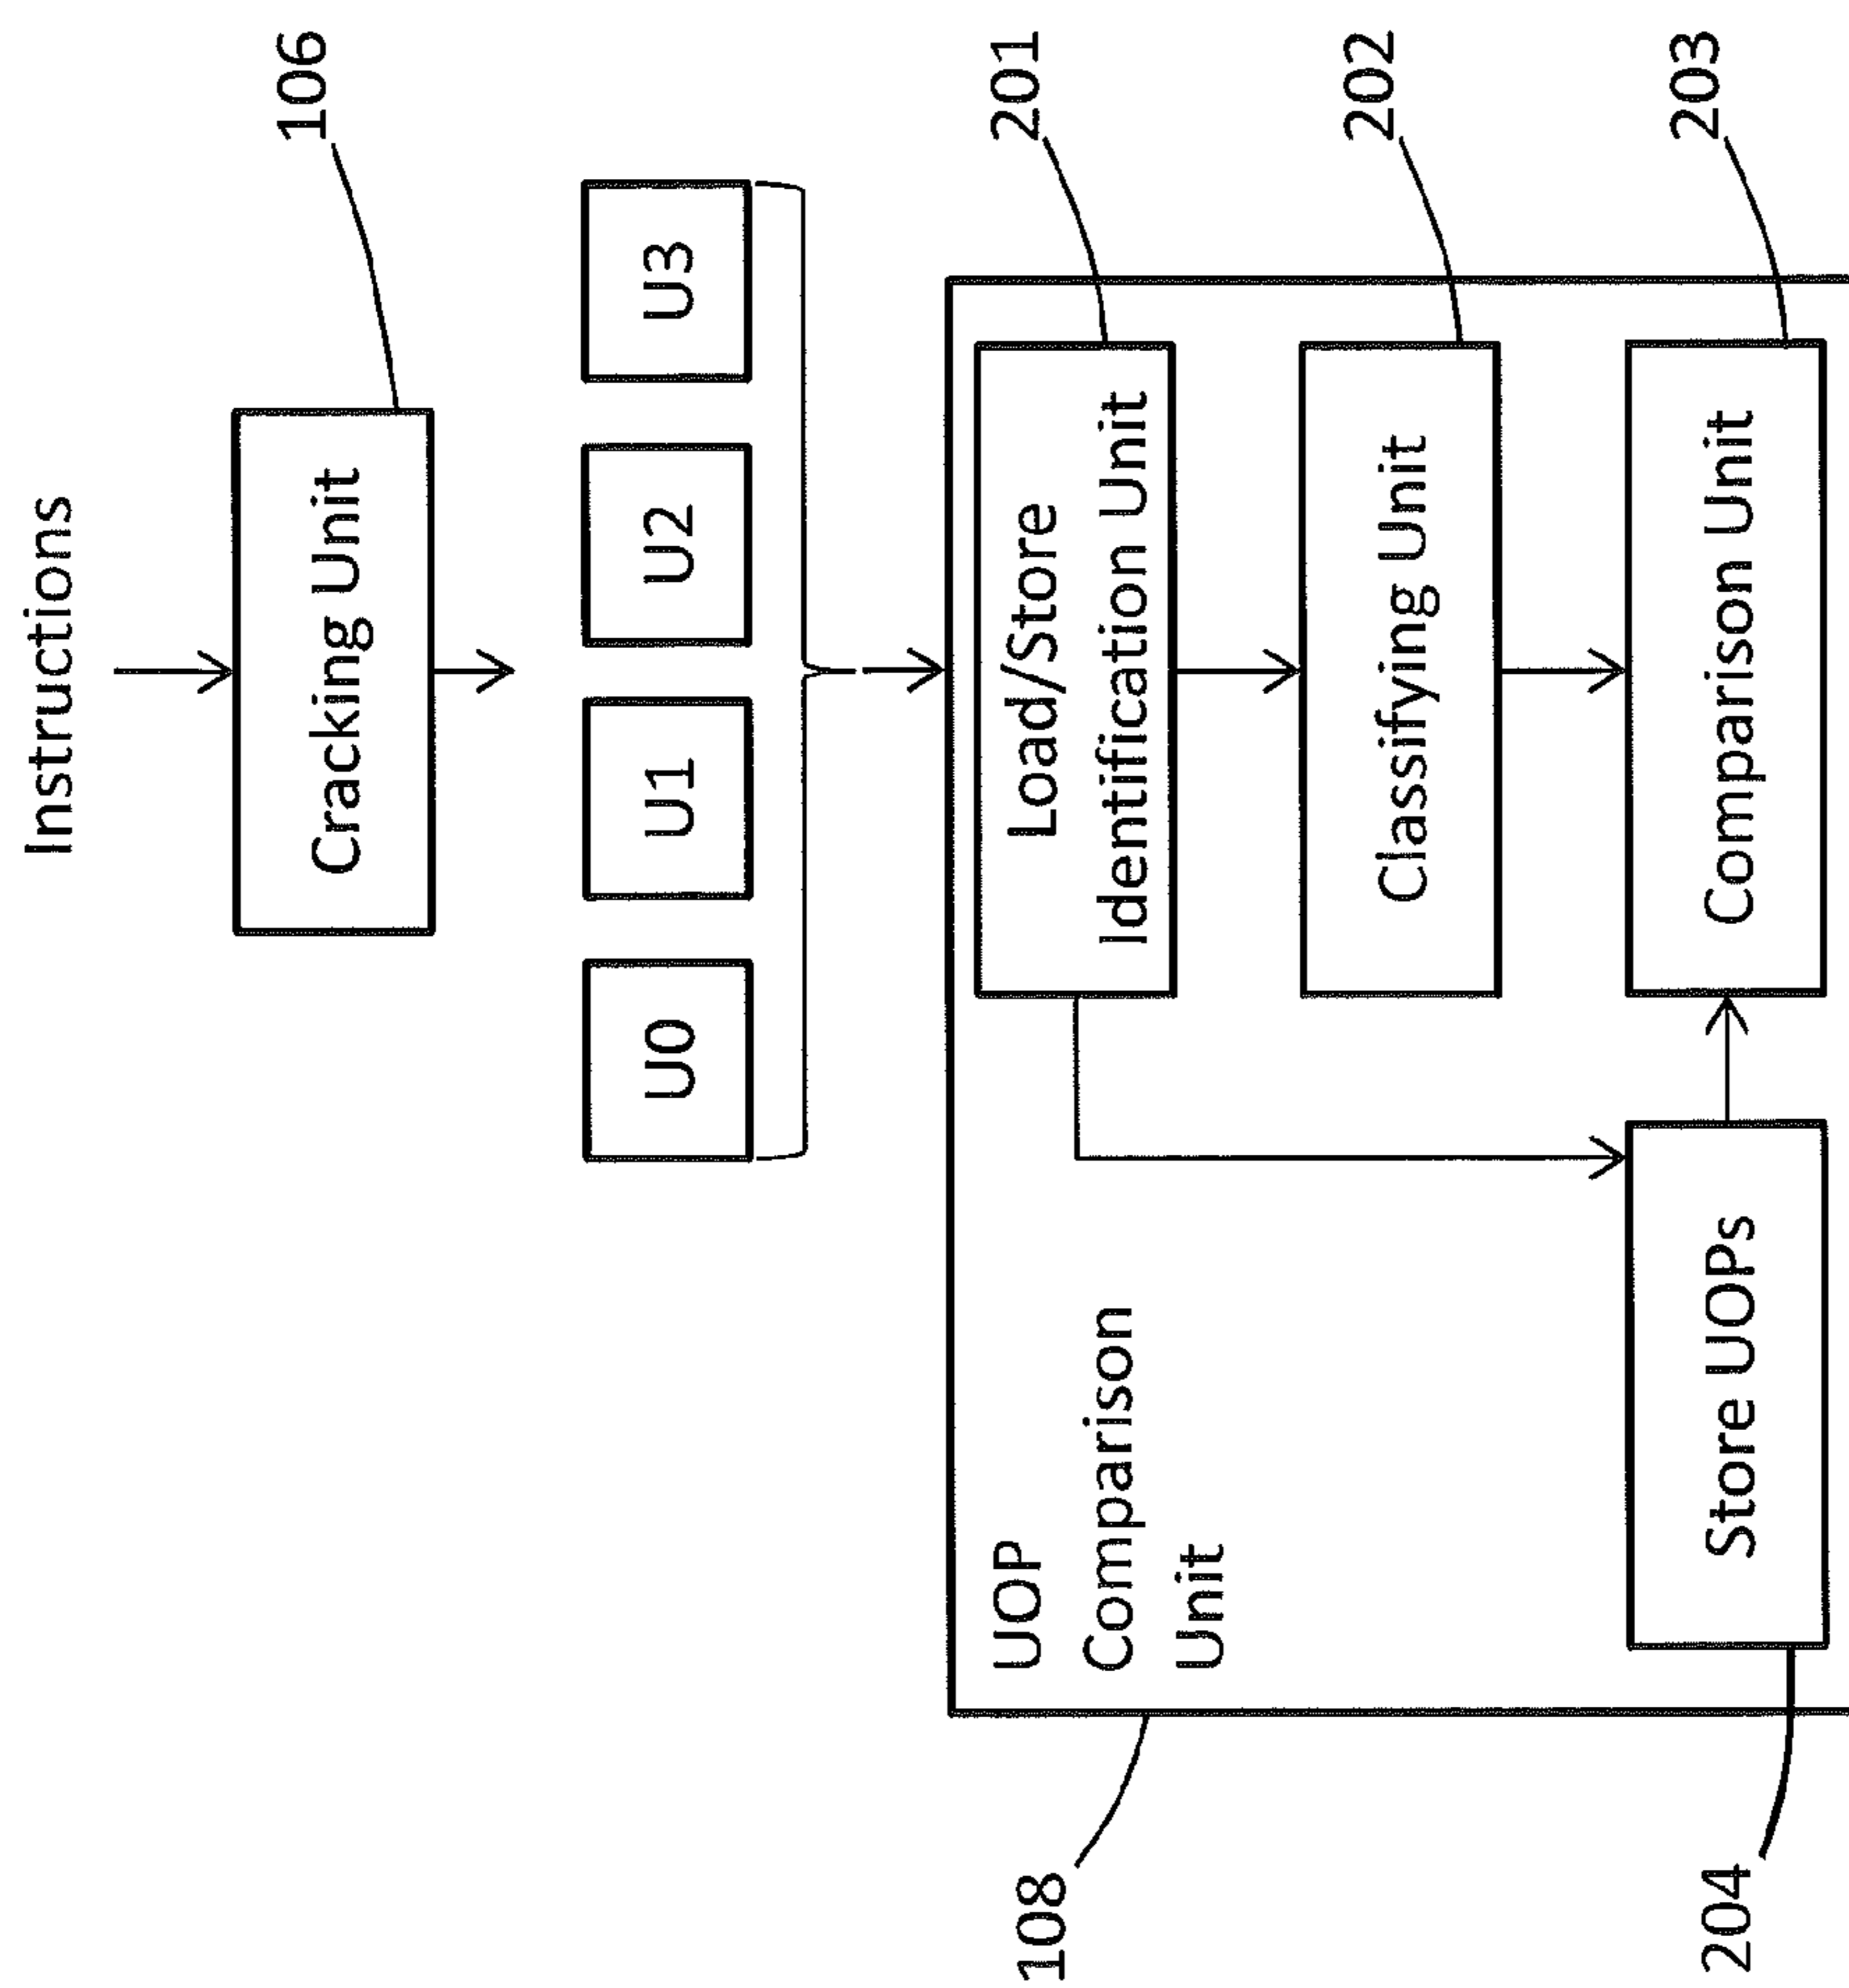 Instructions
106
Cracking Unit
U0
U1
U2
U3
108
UOP
Comparison
Unit
201
Load/Store
Identification Unit
202
Classifying Unit
203
Comparison Unit
204
Store UOPs